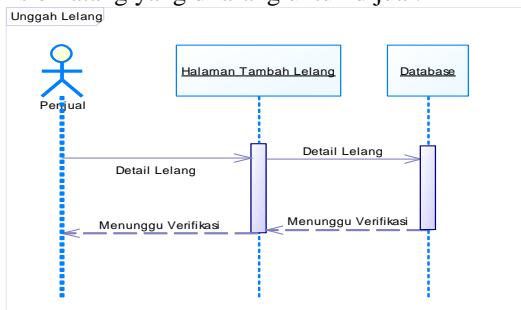 Unggah Lelang
Halaman Tambah Lelang
Database
Penjual
Detail Lelang
Detail Lelang
Menunggu Verifikasi
Menunggu Verifikasi